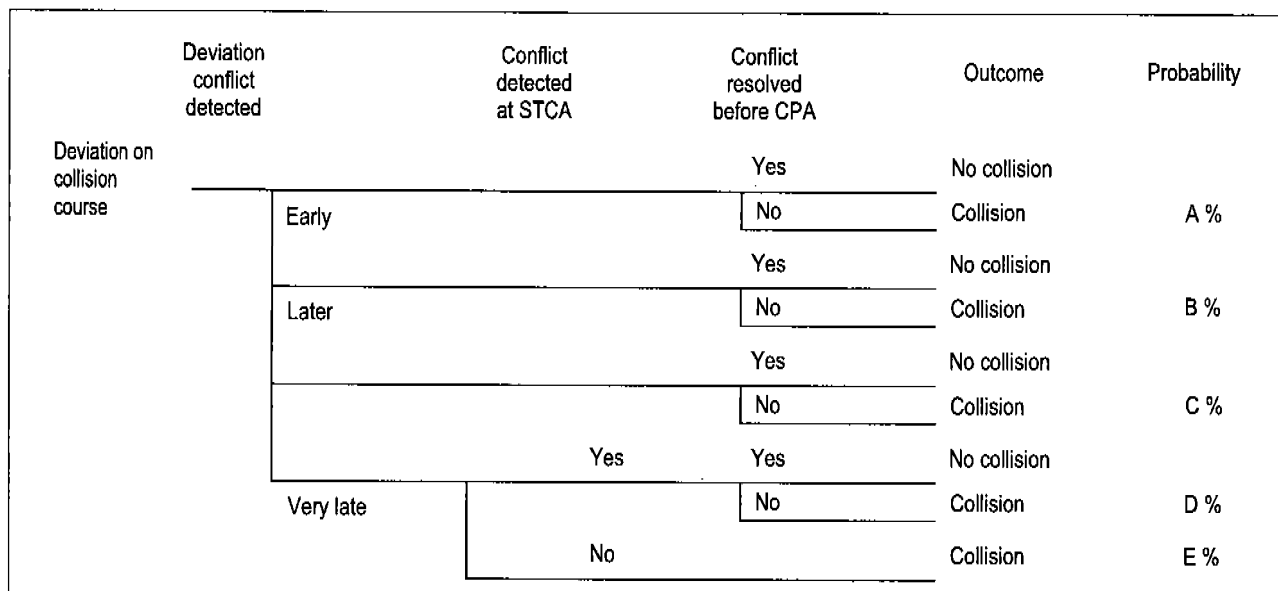 Deviation
conflict
detected
Conflict
detected
at STCA
Conflict
resolved
before CPA
Outcome
Probability
Deviation on
collision
course
Yes
No collision
Early
No
Collision
A %
Yes
No collision
Later
No
Collision
B %
Yes
No collision
No
Collision
C %
Yes
Yes
No collision
Very late
No
Collision
D %
No
Collision
E %